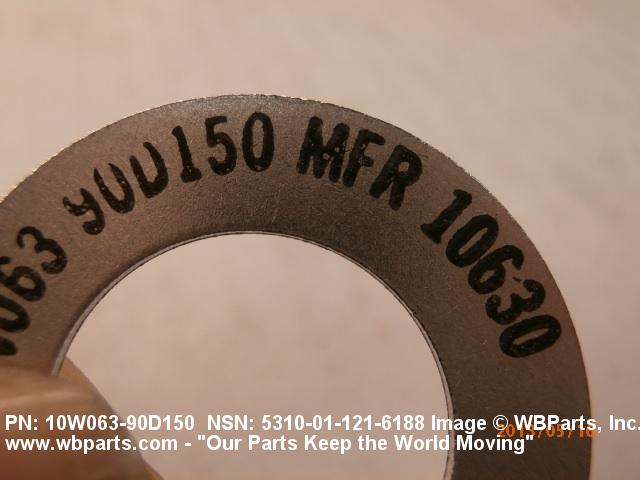 063 90D150 MFR 10630
PN: 10W063-90D150 NSN: 5310-01-121-6188 Image © WBParts, Inc.
www.wbparts.com - "Our Parts Keep the World Moving"